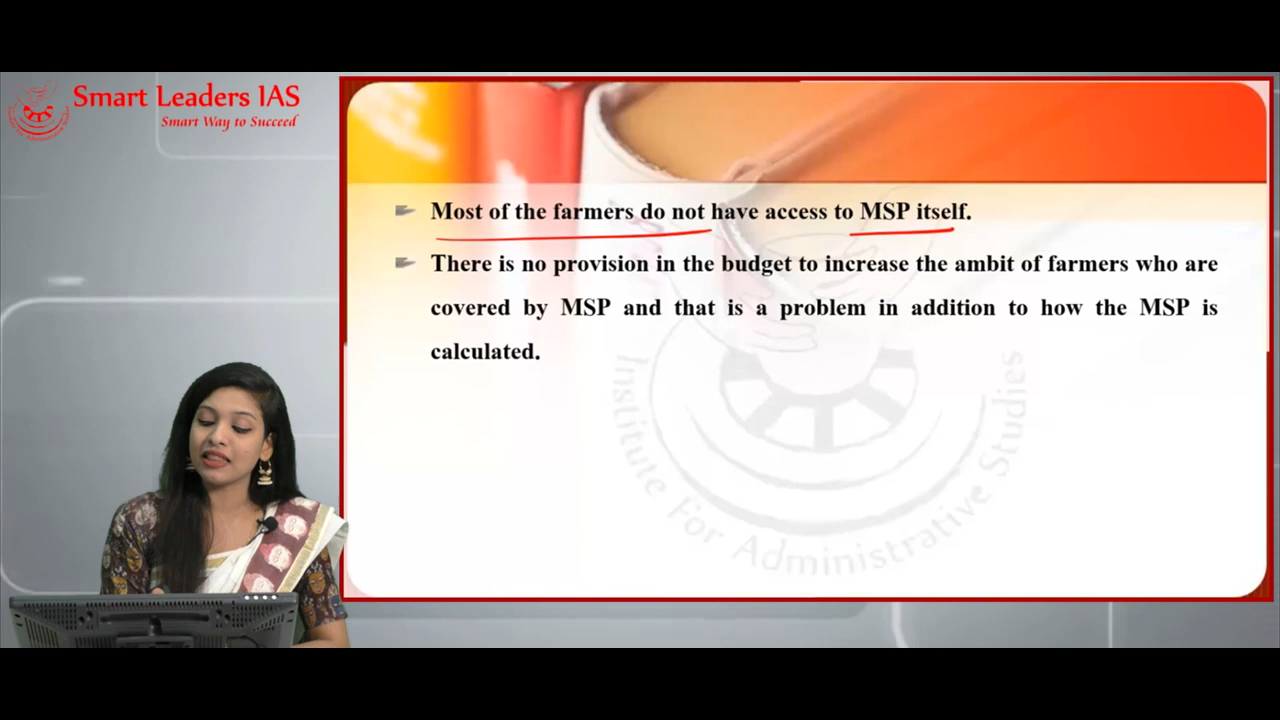 Smart Leaders IAS
Smart Way to Succeed
Most of the farmers do not have access to MSP itself.
There is no provision in the budget to increase the ambit of farmers who are
covered by MSP and that is a problem in addition to how the MSP is
calculated.
Institute For Administrative Studies